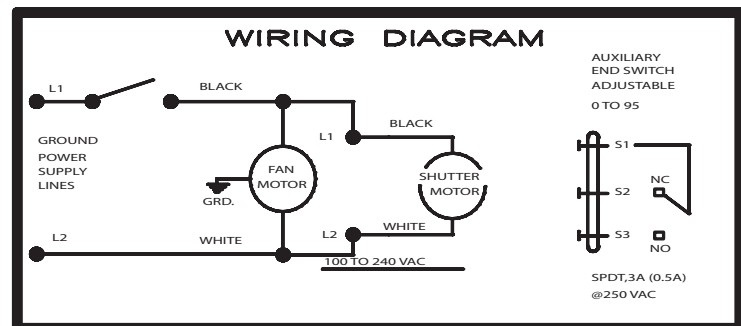 WIRING DIAGRAM
AUXILIARY
END SWITCH
ADJUSTABLE
0 TO 95
L1
BLACK
GROUND
POWER
SUPPLY
LINES
L1
BLACK
FAN
MOTOR
GRD.
SHUTTER
MOTOR
L2
WHITE
L2
WHITE
100 TO 240 VAC
S1
S2
NC
S3
NO
SPDT,3A (0.5A)
@250 VAC